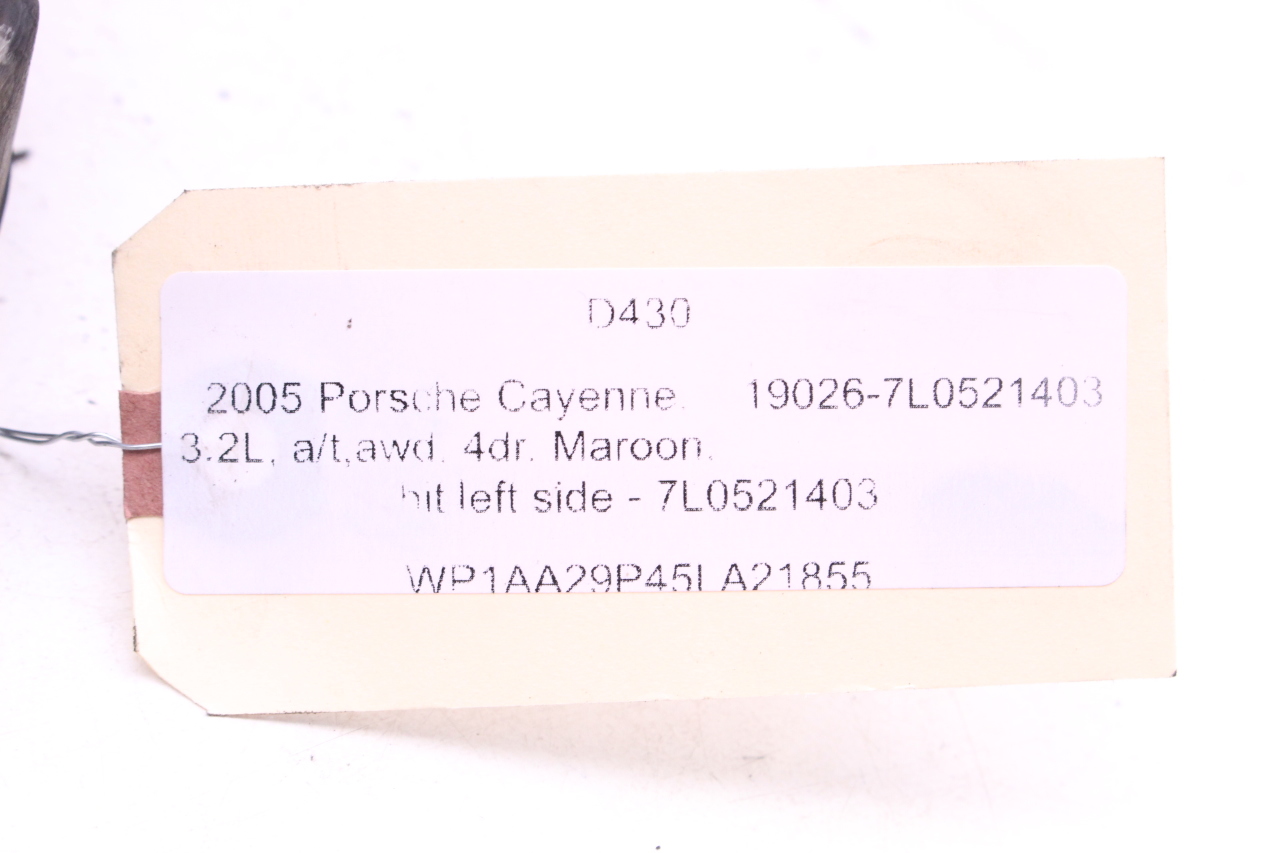 D430
2005 Porsche Cayenne. 19026-7L0521403
3.2L, a/t,awd. 4dr. Maroon.
hit left side - 7L0521403
WP1AA29P45LA21855